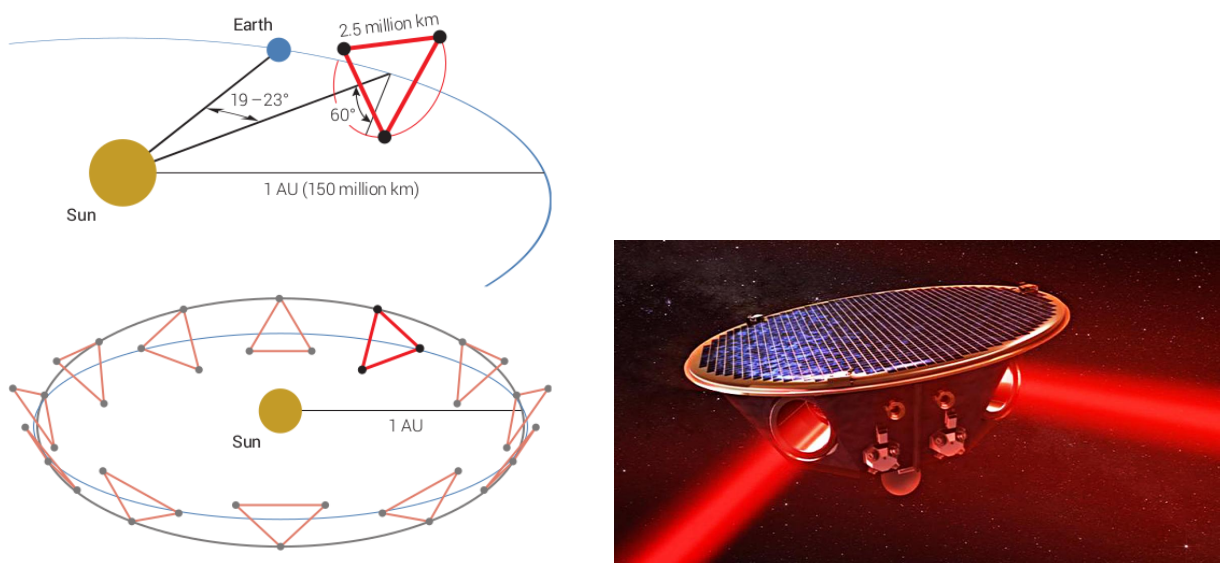 Earth
2.5 million km
19 – 23°
60°
1 AU (150 million km)
Sun
Sun
1 AU